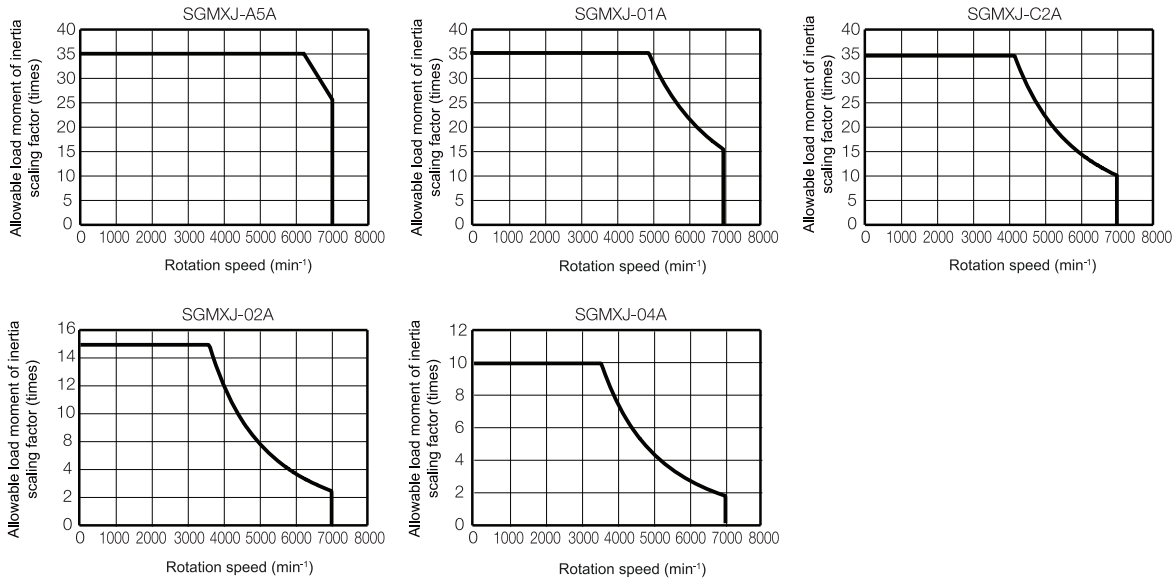 SGMXJ-A5A
Allowable load moment of inertia
scaling factor (times)
40
35
30
25
20
15
10
5
0
0 1000 2000 3000 4000 5000 6000 7000 8000
Rotation speed (min-1)
SGMXJ-01A
Allowable load moment of inertia
scaling factor (times)
40
35
30
25
20
15
10
5
0
0 1000 2000 3000 4000 5000 6000 7000 8000
Rotation speed (min-1)
SGMXJ-C2A
Allowable load moment of inertia
scaling factor (times)
40
35
30
25
20
15
10
5
0
0 1000 2000 3000 4000 5000 6000 7000 8000
Rotation speed (min-1)
SGMXJ-02A
Allowable load moment of inertia
scaling factor (times)
16
14
12
10
8
6
4
2
0
0 1000 2000 3000 4000 5000 6000 7000 8000
Rotation speed (min-1)
SGMXJ-04A
Allowable load moment of inertia
scaling factor (times)
12
10
8
6
4
2
0
0 1000 2000 3000 4000 5000 6000 7000 8000
Rotation speed (min-1)